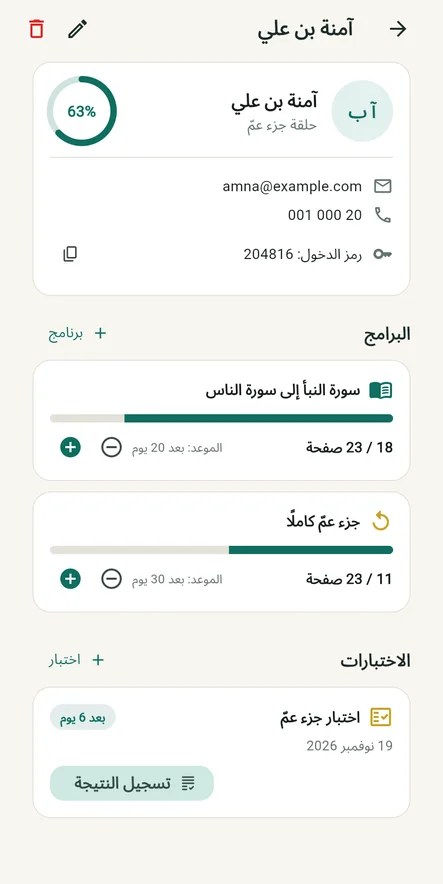 آمنة بن علي
آ ب
آمنة بن علي
حلقة جزء عمّ
63%
amna@example.com
001 000 20
رمز الدخول: 204816
البرامج
+ برنامج
سورة النبأ إلى سورة الناس
18 / 23 صفحة
الموعد: بعد 20 يوم
جزء عمّ كاملًا
11 / 23 صفحة
الموعد: بعد 30 يوم
الاختبارات
+ اختبار
اختبار جزء عمّ
بعد 6 يوم
19 نوفمبر 2026
تسجيل النتيجة